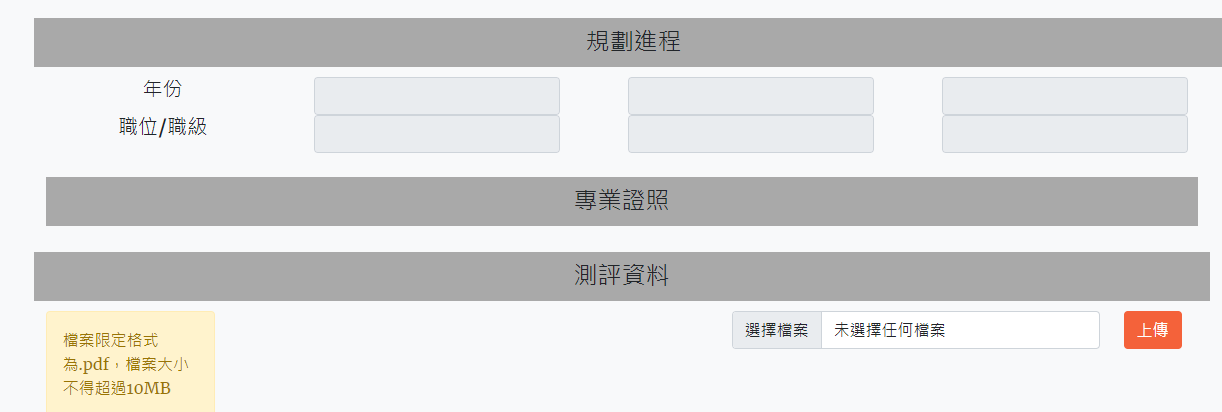 規劃進程
年份
職位/職級
專業證照
測評資料
檔案限定格式
為.pdf，檔案大小
不得超過10MB
選擇檔案 未選擇任何檔案 上傳